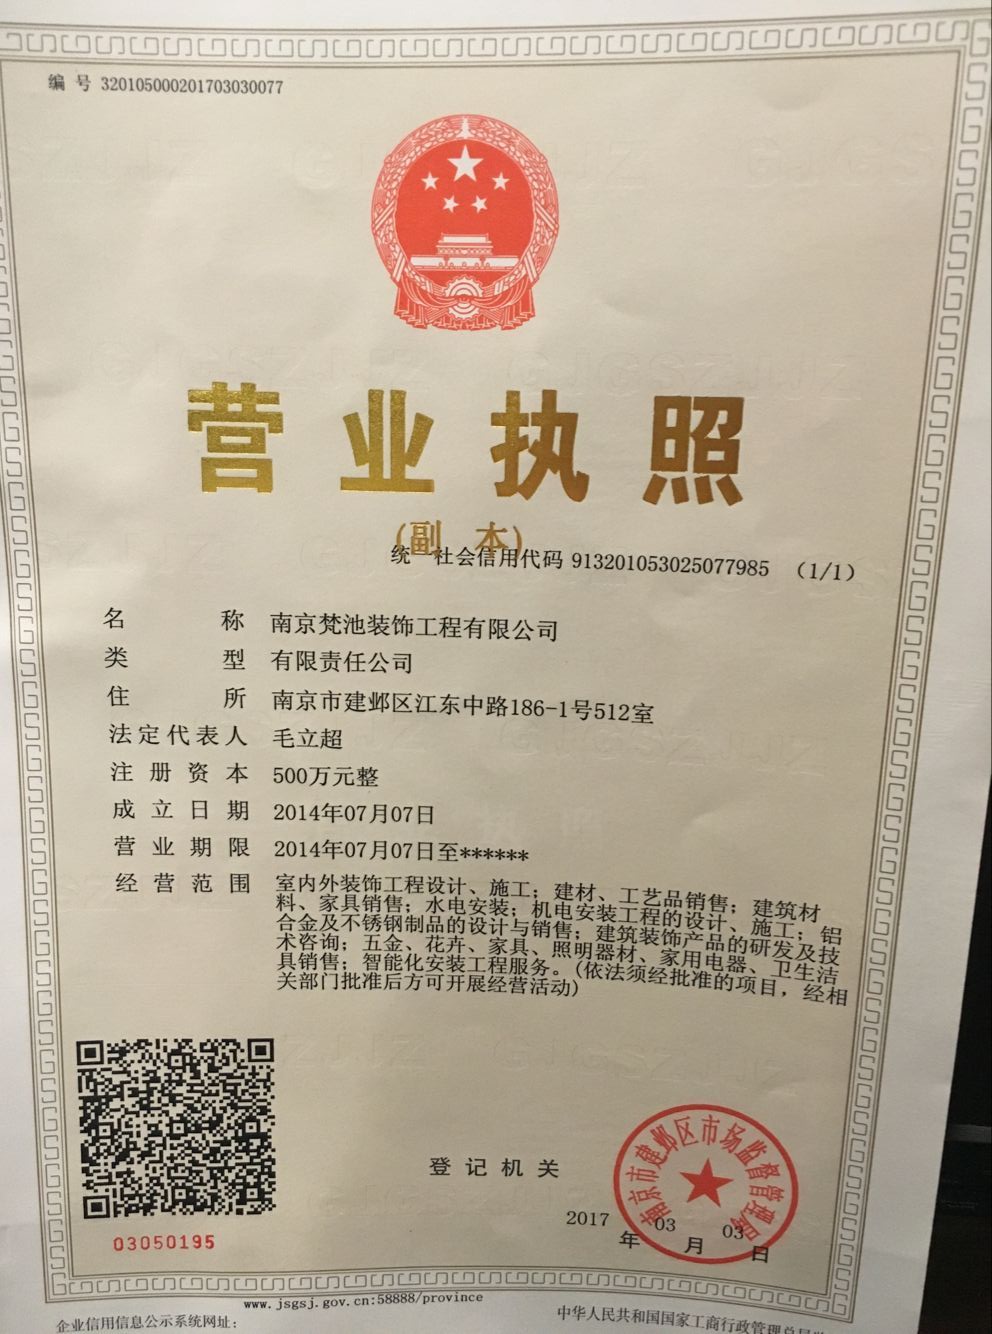 编 号 320105000201703030077
营业执照
(副 本)
统一社会信用代码 913201053025077985 (1/1)
名称 南京梵池装饰工程有限公司
类型 有限责任公司
住所 南京市建邺区江东中路186-1号512室
法定代表人 毛立超
注册资本 500万元整
成立日期 2014年07月07日
营业期限 2014年07月07日至******
经营范围 室内外装饰工程设计、施工；建材、工艺品销售；建筑材
料、家具销售；水电安装；机电安装工程的设计、施工；铝
合金及不锈钢制品的设计与销售；建筑装饰产品的研发及技
术咨询；五金、花卉、家具、照明器材、家用电器、卫生洁
具销售；智能化安装工程服务。(依法须经批准的项目，经相
关部门批准后方可开展经营活动)
登记机关
南京市建邺区市场监督管理局
2017年03月03日
03050195
www.jsgsj.gov.cn:58888/province
企业信用信息公示系统网址：
中华人民共和国国家工商行政管理总局